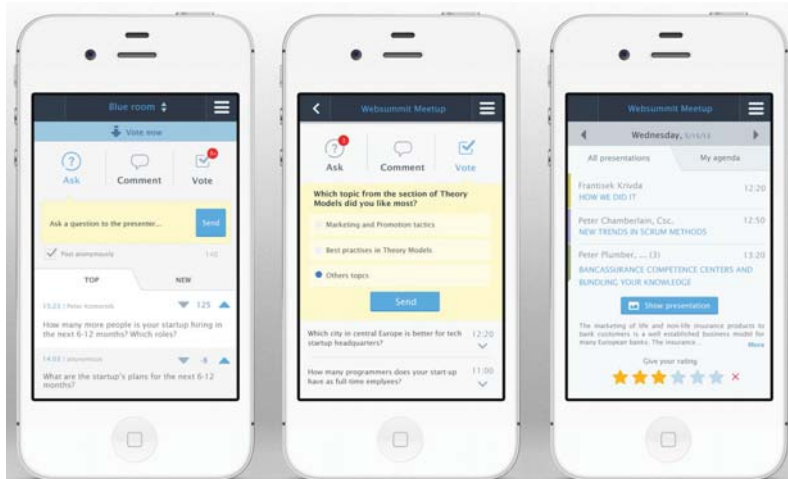 Blue room
Vote now
Ask
Comment
Vote
Ask a question to the presenter...
Send
Post anonymously
TOP
NEW
125
How many more people is your startup hiring in
the next 6-12 months? Which roles?
14:03 | anonymous
What are the startup's plans for the next 6-12
months?
Websummit Meetup
Ask
Comment
Vote
Which topic from the section of Theory
Models did you like most?
Marketing and Promotion tactics
Best practises in Theory Models
Others topics
Send
Which city in central Europe is better for tech
startup headquarters?
12:20
How many programmers does your start-up
have as full time emplyees?
11:00
Websummit Meetup
Wednesday,
All presentations
My agenda
Frantisek Krivda
12:20
HOW WE DID IT
Peter Chamberlain, Csc.
12:50
NEW TRENDS IN SCRUM METHODS
Peter Plumber, ... (3)
13:20
BANCASSURANCE COMPETENCE CENTERS AND
BUNDLING YOUR KNOWLEDGE
Show presentation
The marketing of life and non-life insurance products to
bank customers is a well established business model for
many European banks. The insurance ..
More
Give your rating